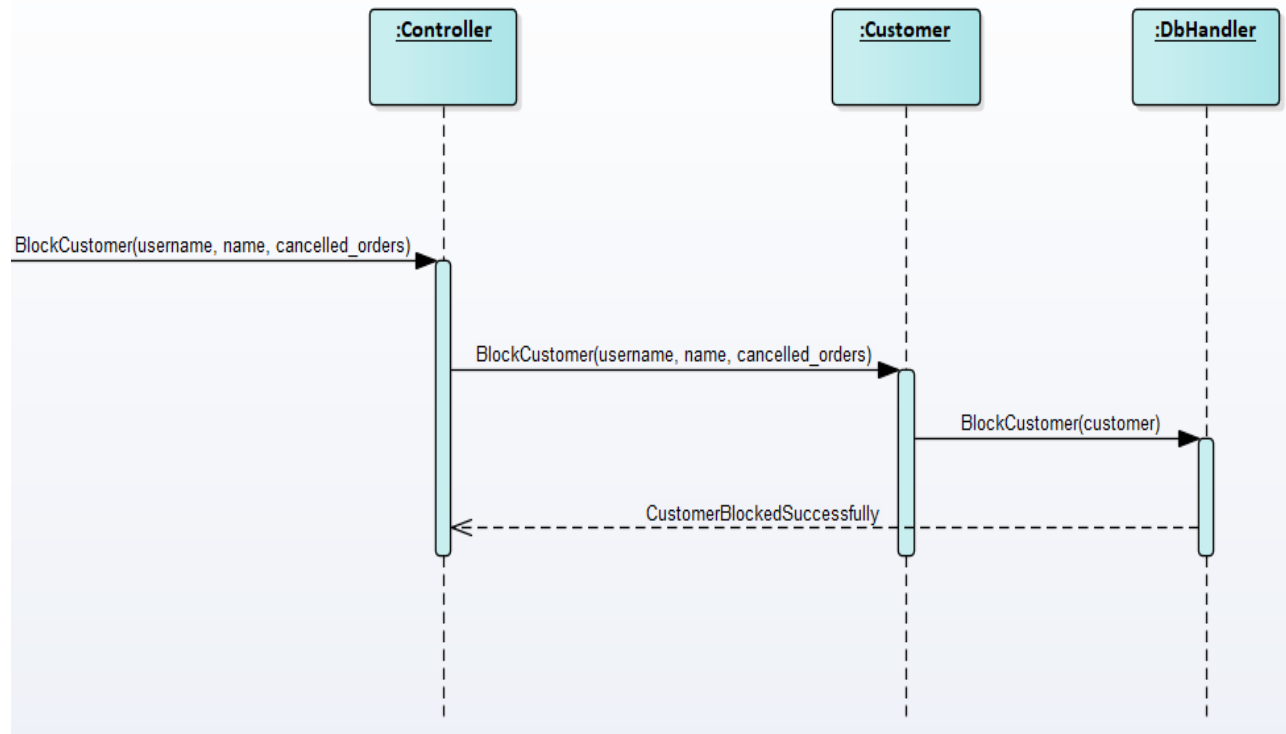 :Controller
:Customer
:DbHandler
BlockCustomer(username, name, cancelled_orders)
BlockCustomer(username, name, cancelled_orders)
BlockCustomer(customer)
CustomerBlockedSuccessfully